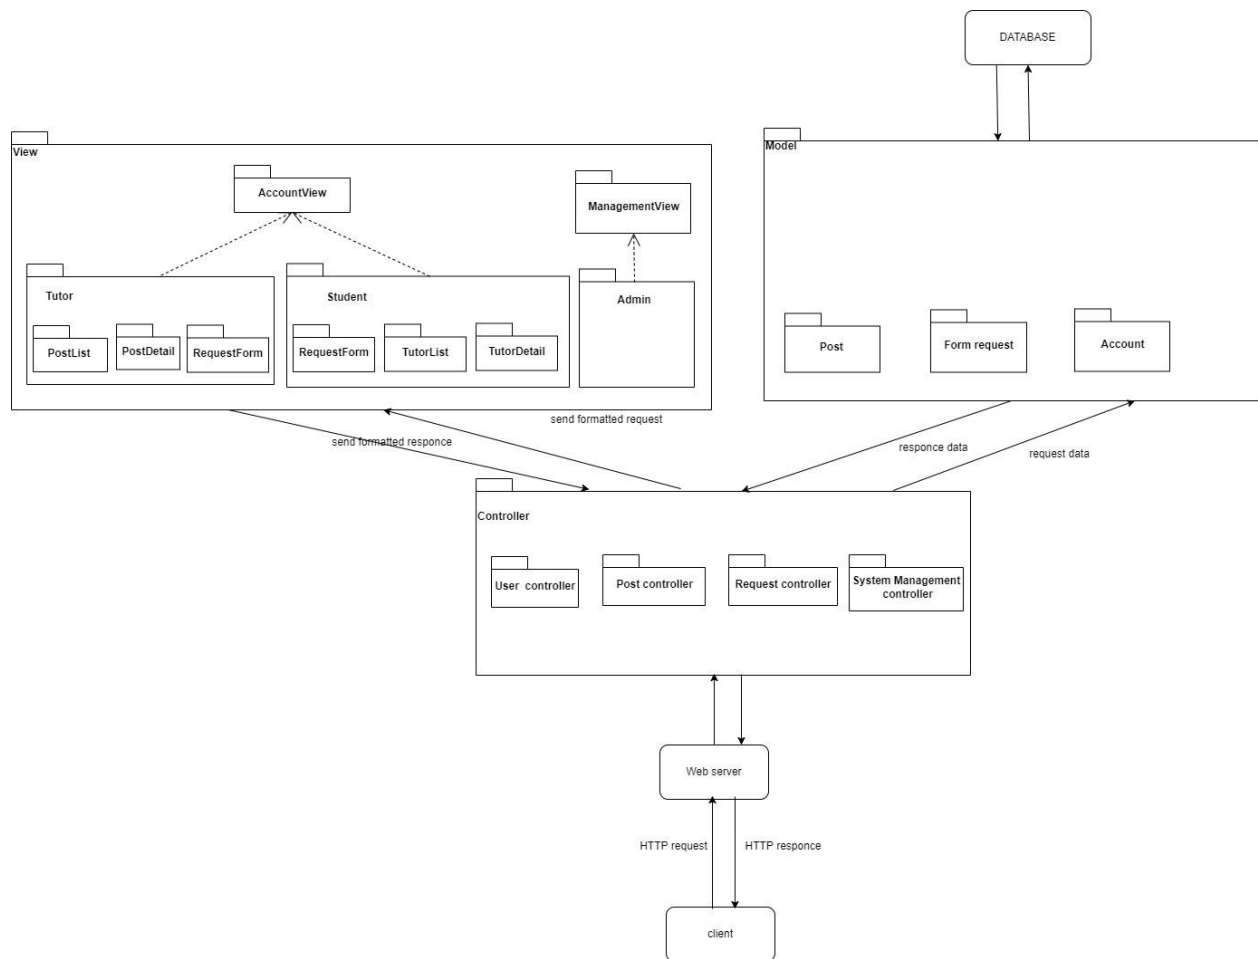 DATABASE
View
AccountView
ManagementView
Tutor
PostList
PostDetail
RequestForm
Student
RequestForm
TutorList
TutorDetail
Admin
Model
Post
Form request
Account
send formatted responce
send formatted request
responce data
request data
Controller
User controller
Post controller
Request controller
System Management
controller
Web server
HTTP request
HTTP responce
client